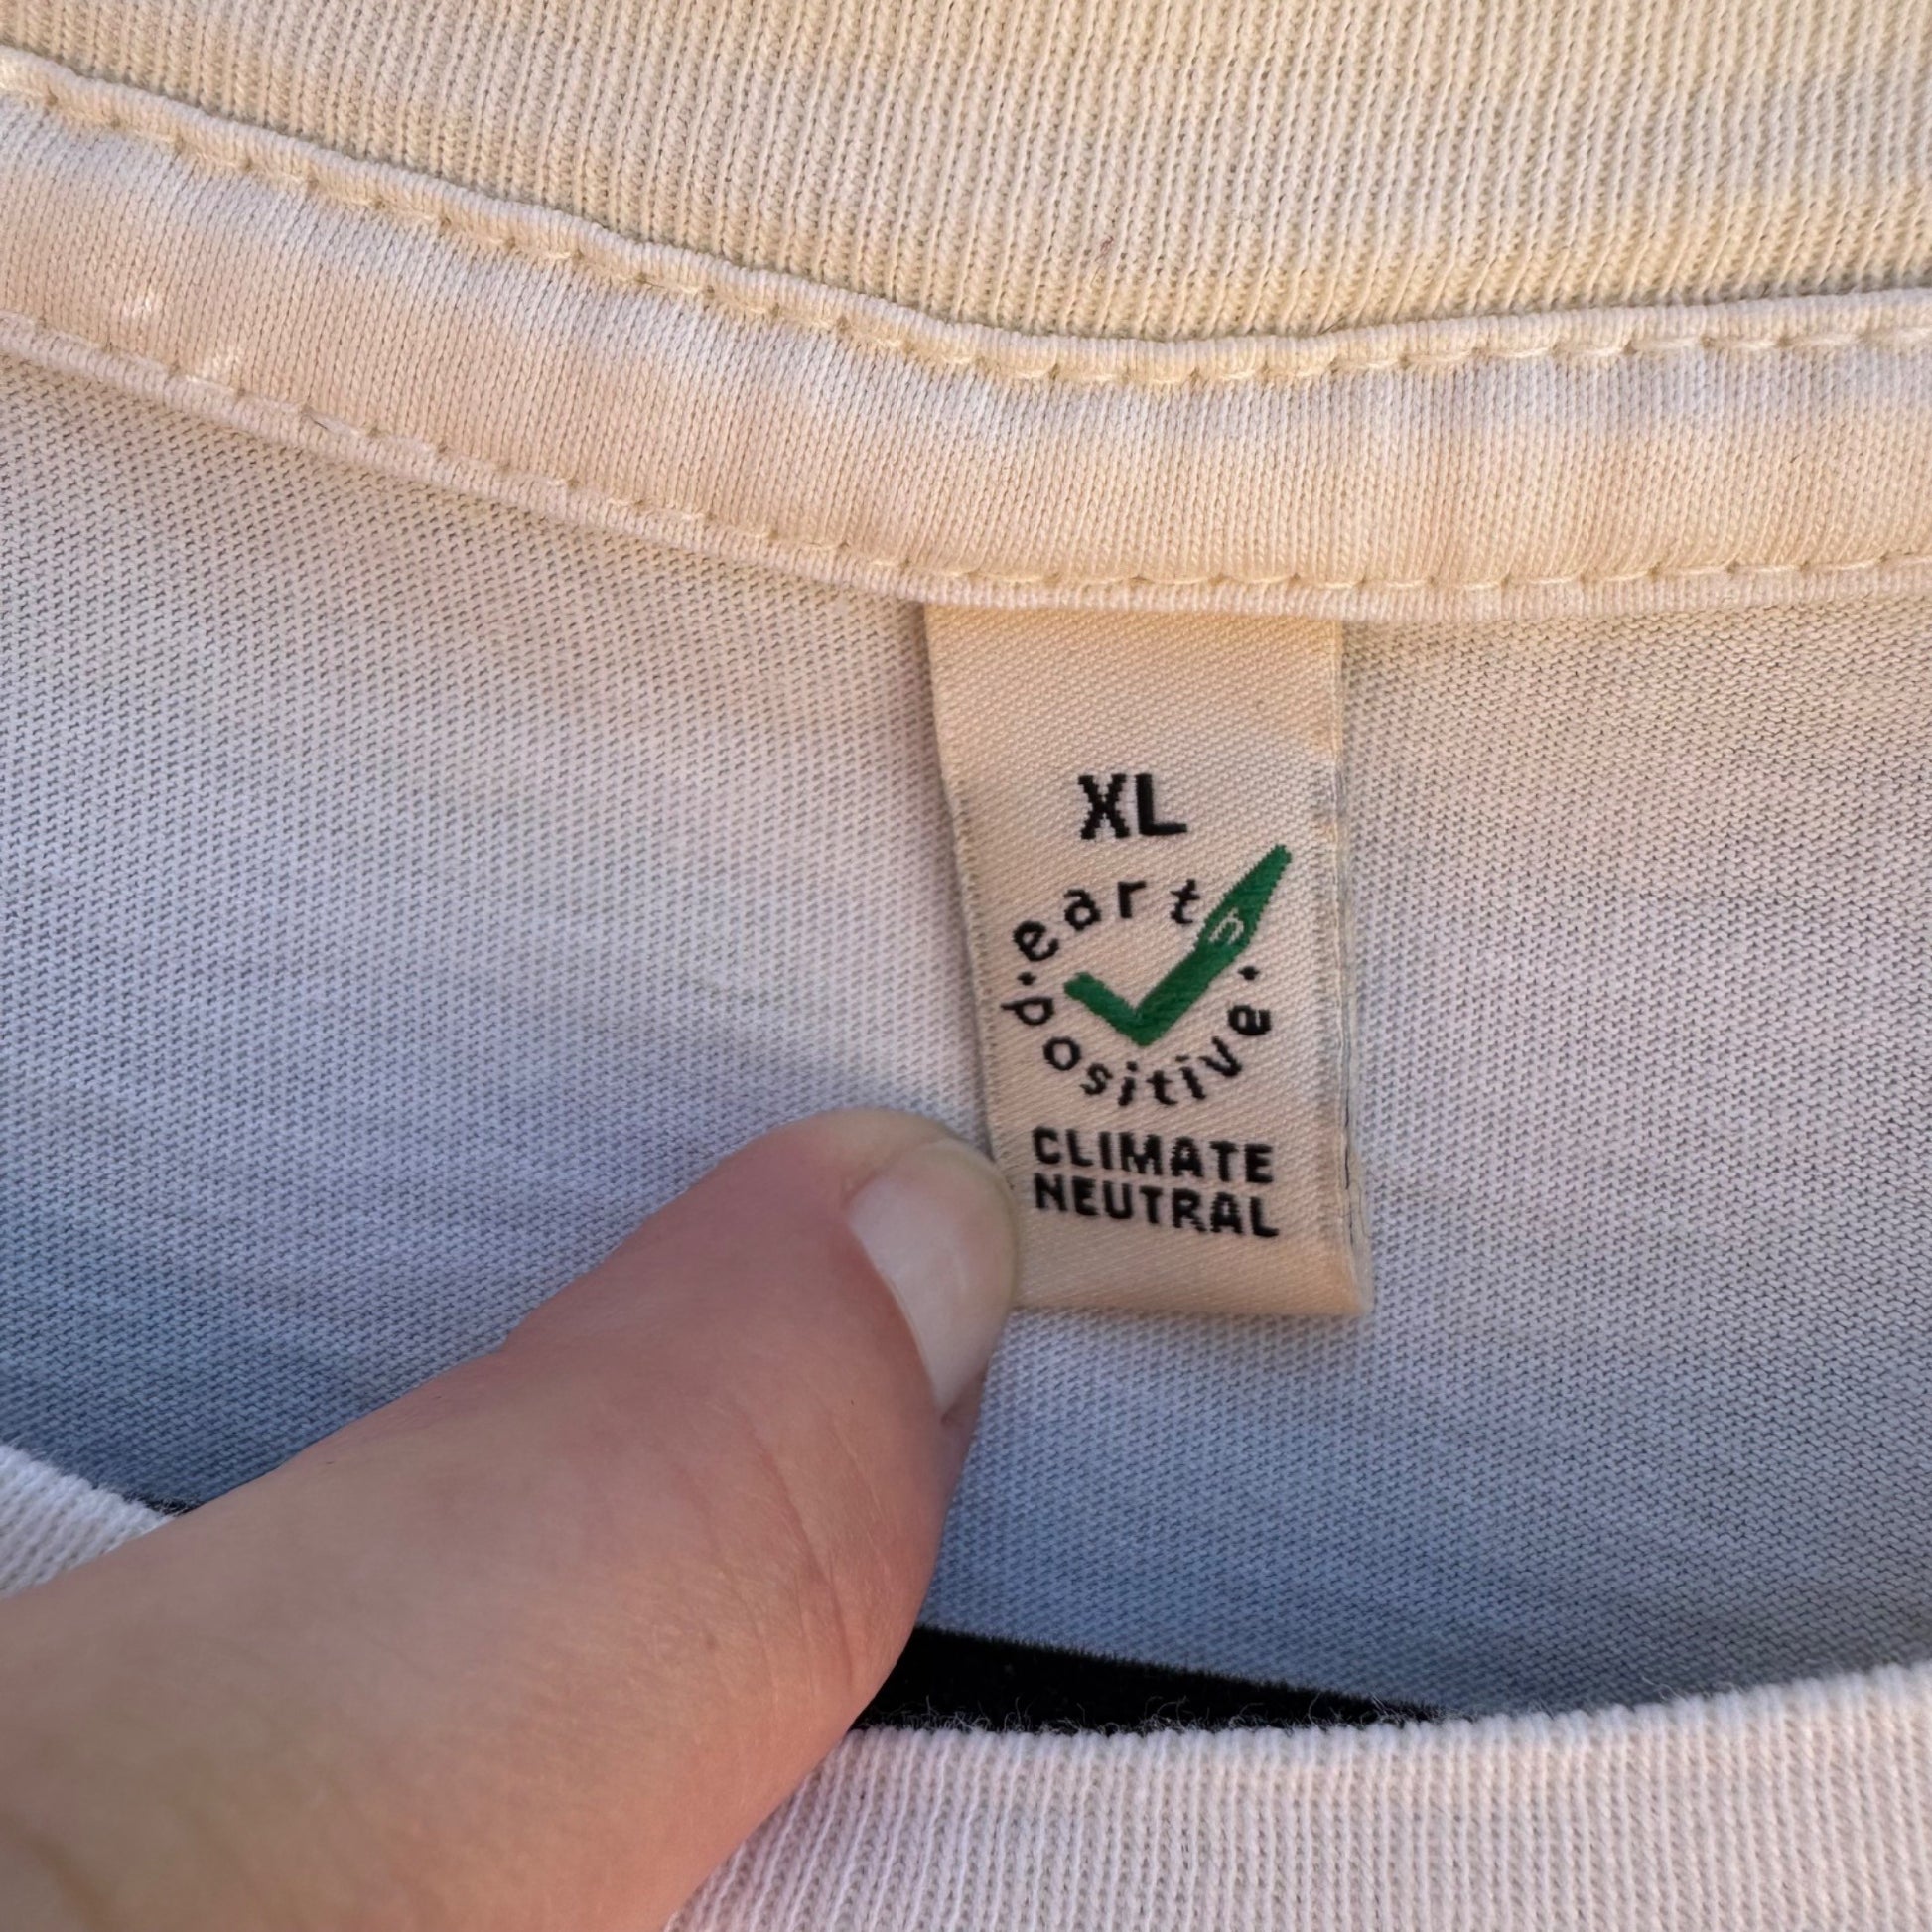 XL
earth
positive
CLIMATE
NEUTRAL